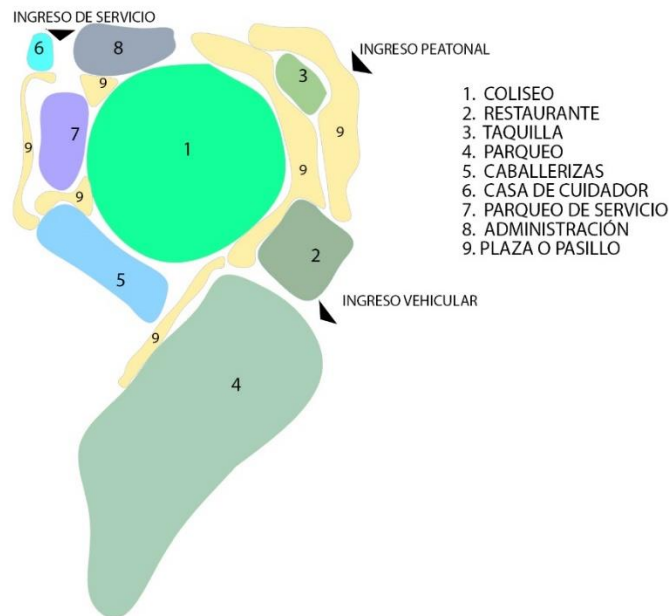 INGRESO DE SERVICIO
6
8
INGRESO PEATONAL
3
9
7
9
9
1
9
9
2
5
INGRESO VEHICULAR
9
4
1. COLISEO
2. RESTAURANTE
3. TAQUILLA
4. PARQUEO
5. CABALLERIZAS
6. CASA DE CUIDADOR
7. PARQUEO DE SERVICIO
8. ADMINISTRACIÓN
9. PLAZA O PASILLO